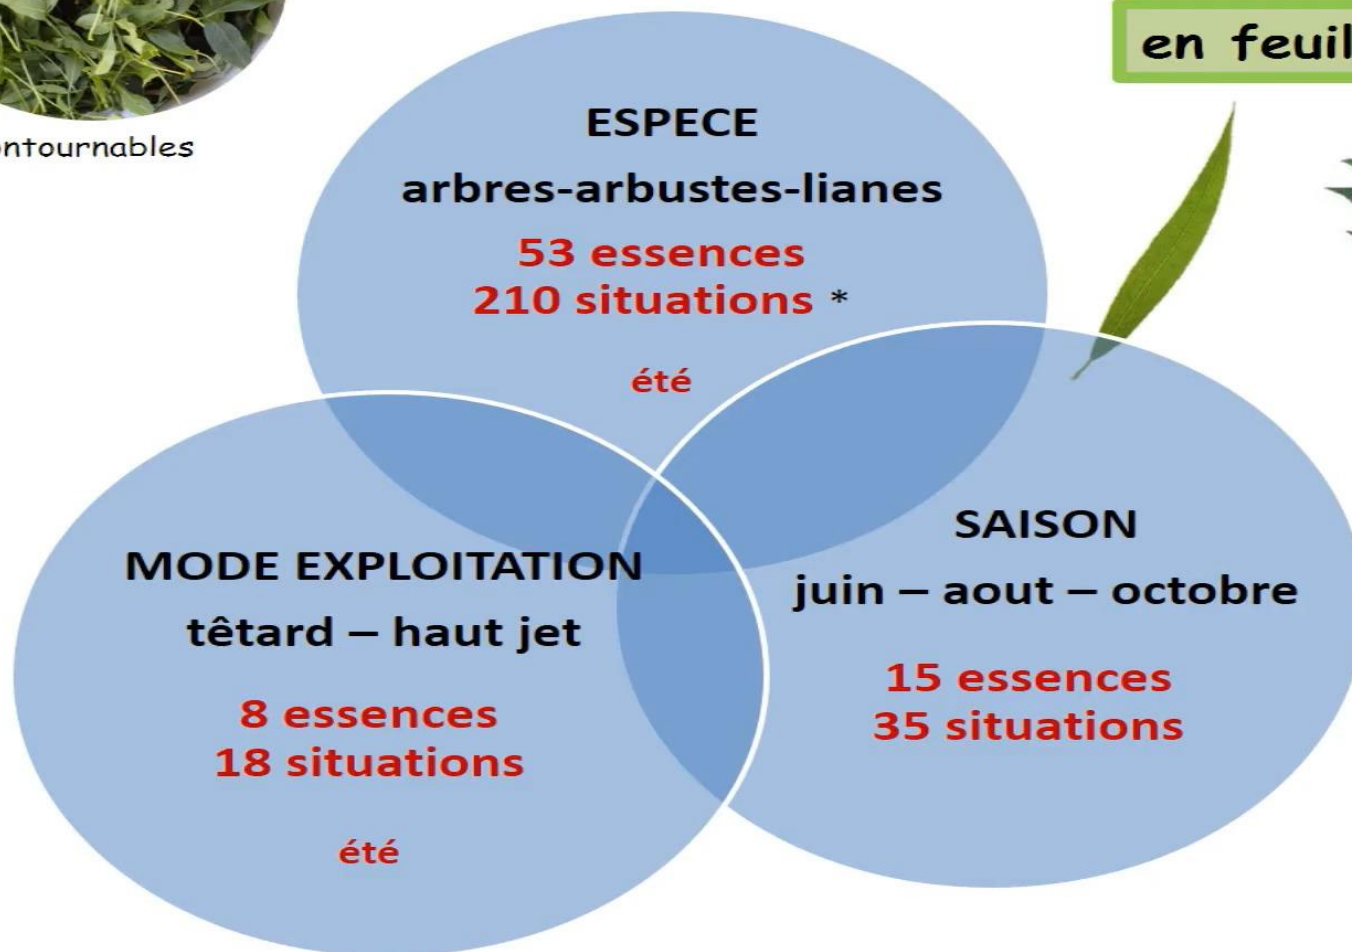 en feuil
ontournables
ESPECE
arbres-arbustes-lianes
53 essences
210 situations *
été
MODE EXPLOITATION
têtard – haut jet
8 essences
18 situations
été
SAISON
juin – aout – octobre
15 essences
35 situations